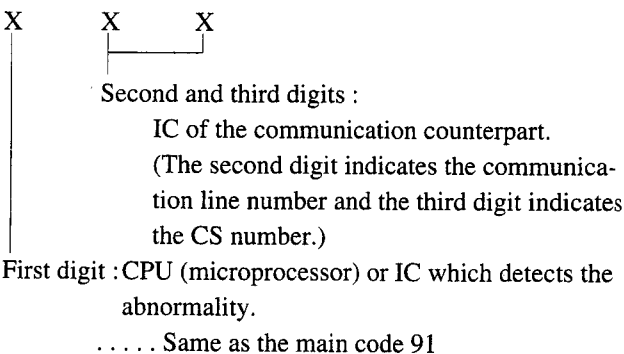 X X X
Second and third digits :
IC of the communication counterpart.
(The second digit indicates the communica-
tion line number and the third digit indicates
the CS number.)
First digit : CPU (microprocessor) or IC which detects the
abnormality.
. . . . . Same as the main code 91